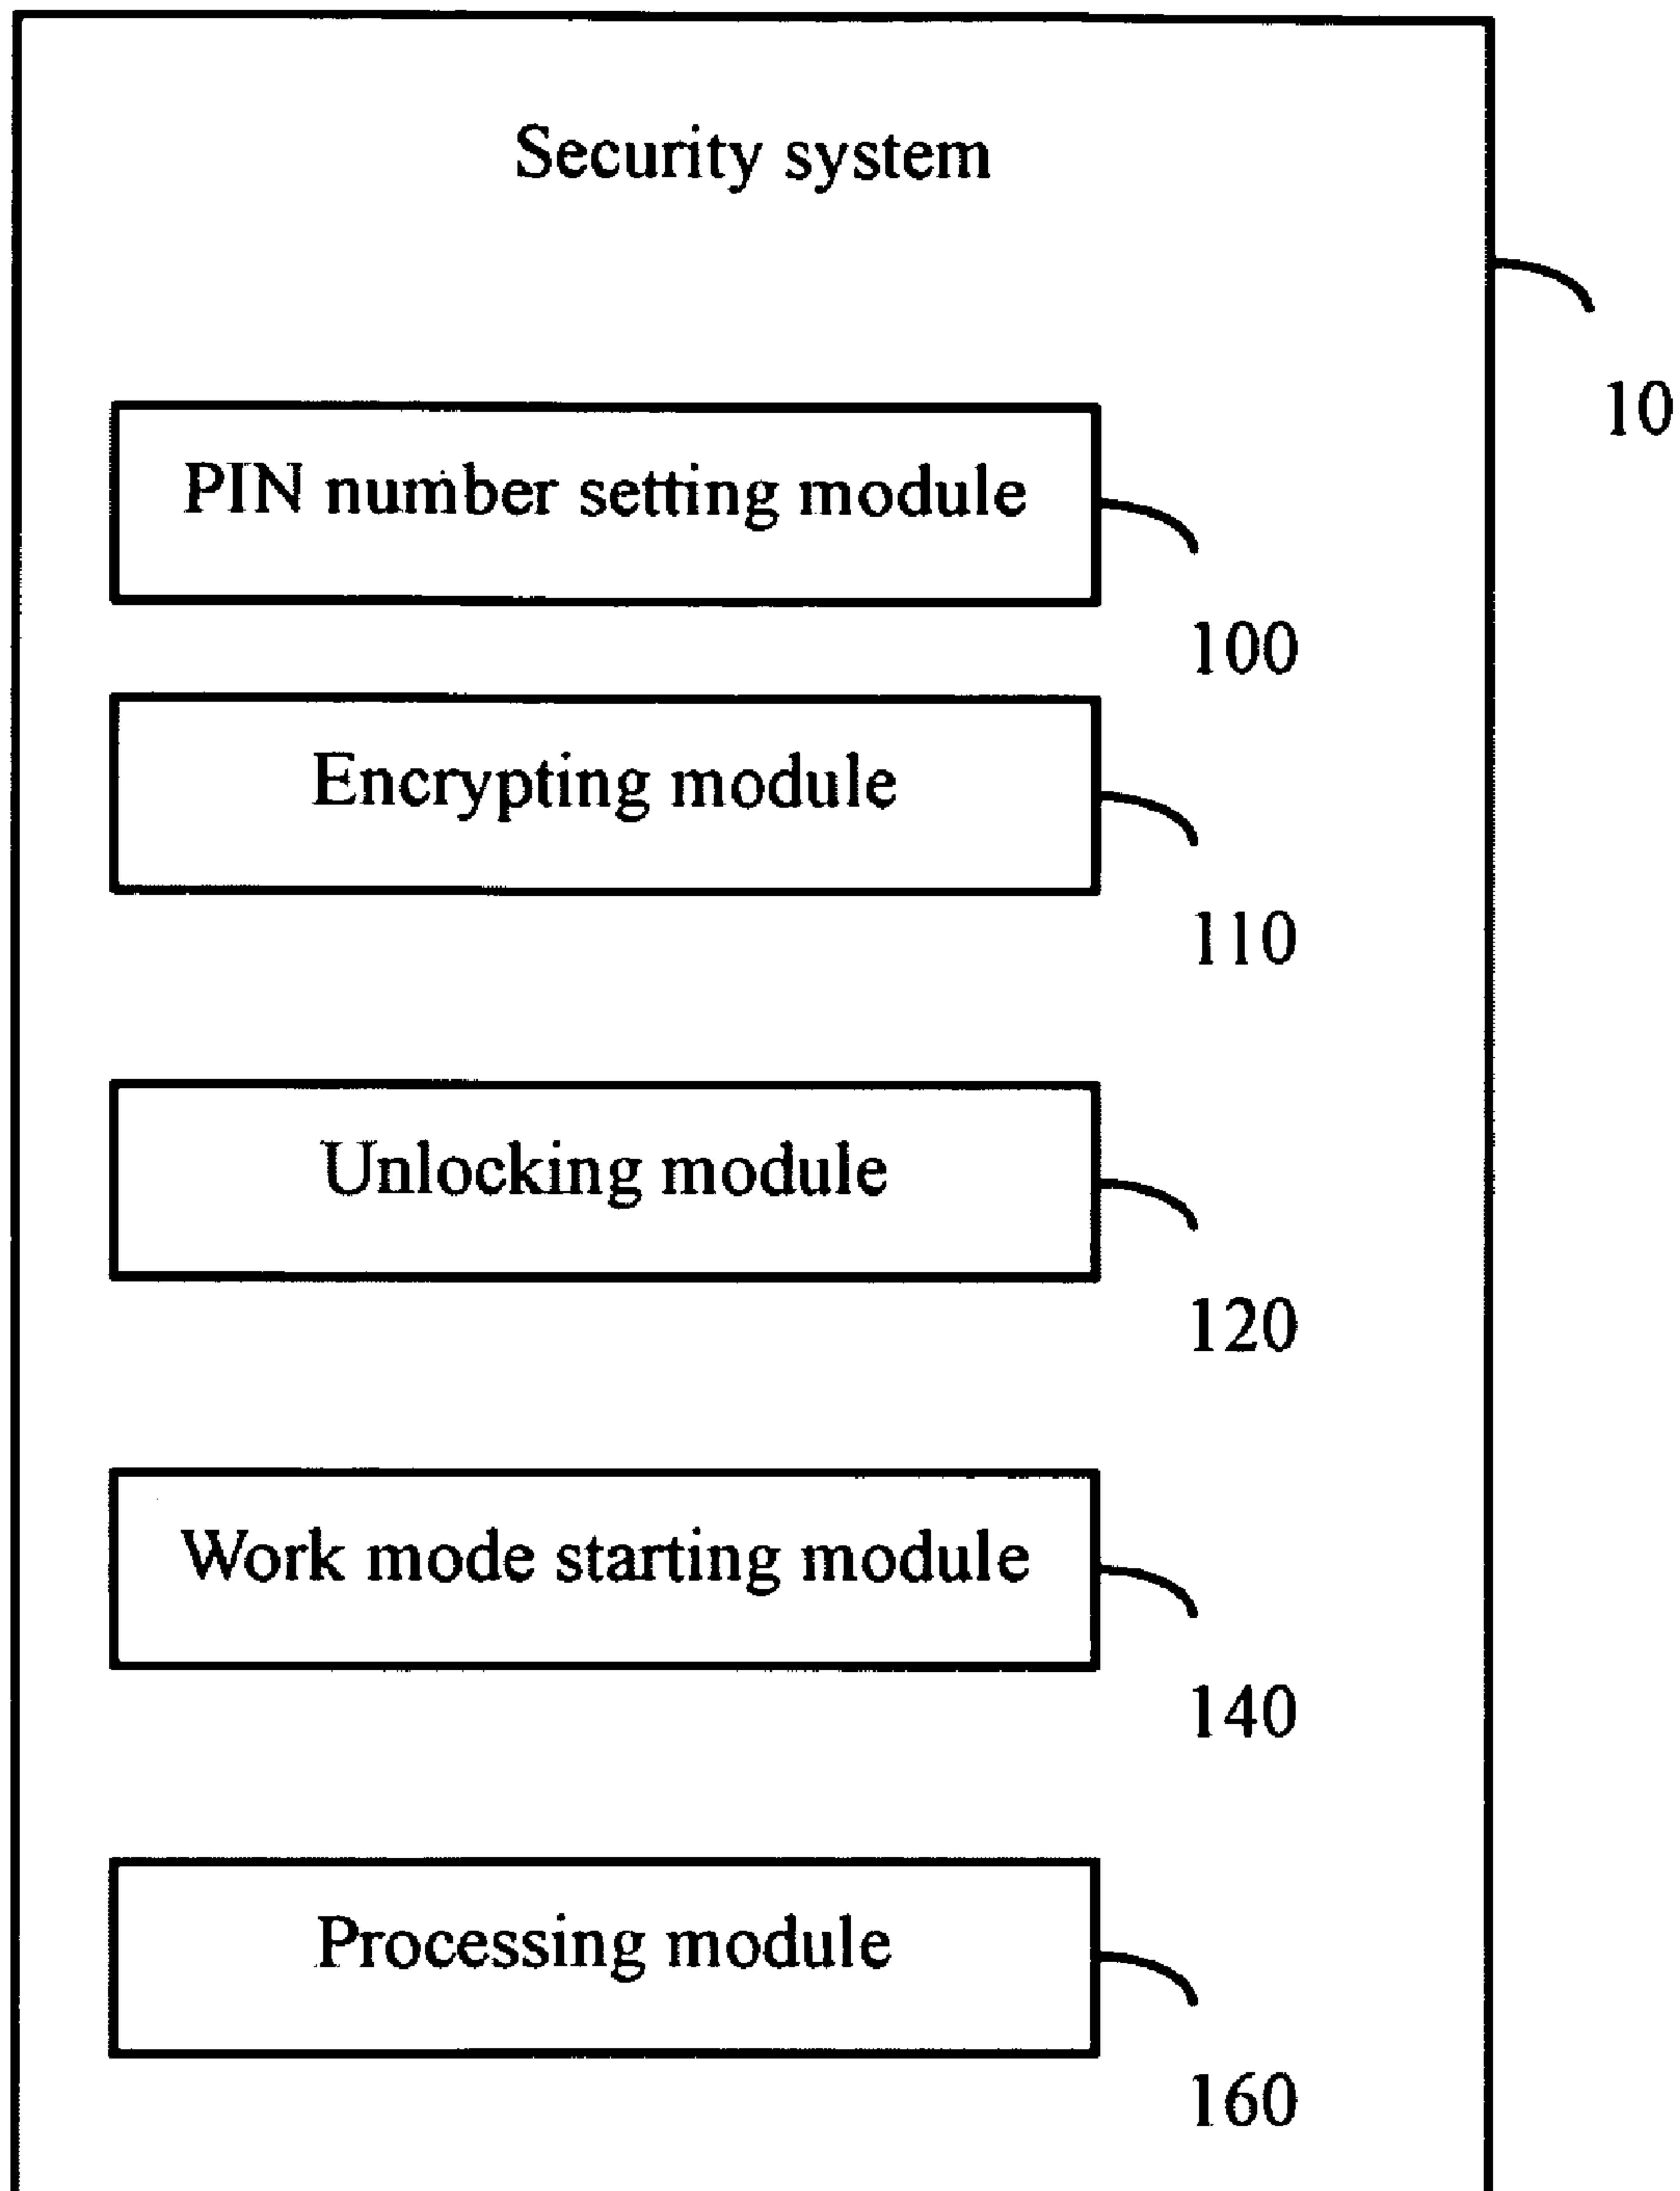 Security system
10
PIN number setting module
100
Encrypting module
110
Unlocking module
120
Work mode starting module
140
Processing module
160